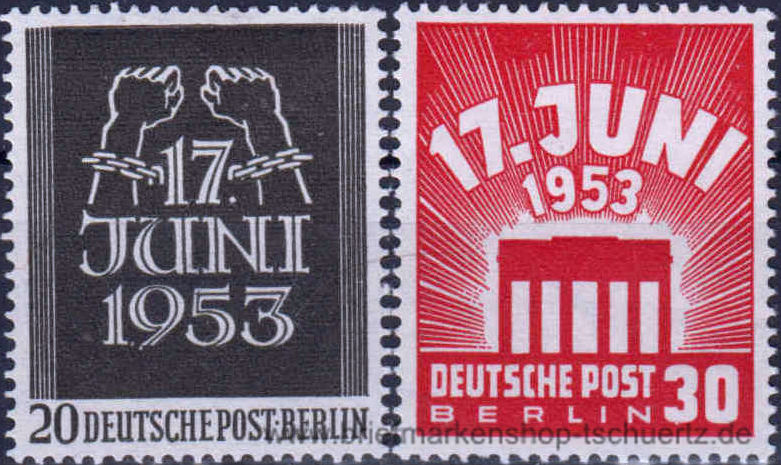 17.
JUNI
1953
20 DEUTSCHE POST·BERLIN
17. JUNI
1953
DEUTSCHE POST
BERLIN 30
www.briefmarkenshop-tschuertz.de